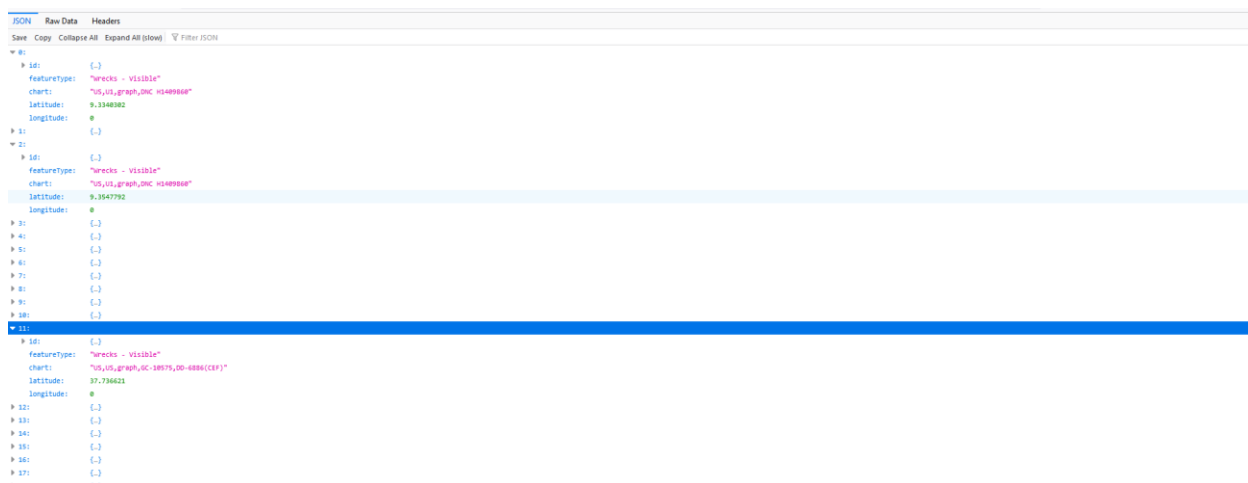 JSON Raw Data Headers
Save Copy Collapse All Expand All (slow) Filter JSON
0:
id: {…}
featureType: "Wrecks - Visible"
chart: "US,U1,graph,DNC H1409860"
latitude: 9.3340302
longitude: 0
1: {…}
2:
id: {…}
featureType: "Wrecks - Visible"
chart: "US,U1,graph,DNC H1409860"
latitude: 9.3547792
longitude: 0
3: {…}
4: {…}
5: {…}
6: {…}
7: {…}
8: {…}
9: {…}
10: {…}
11:
id: {…}
featureType: "Wrecks - Visible"
chart: "US,US,graph,GC-10575,DD-6886(CEF)"
latitude: 37.736621
longitude: 0
12: {…}
13: {…}
14: {…}
15: {…}
16: {…}
17: {…}